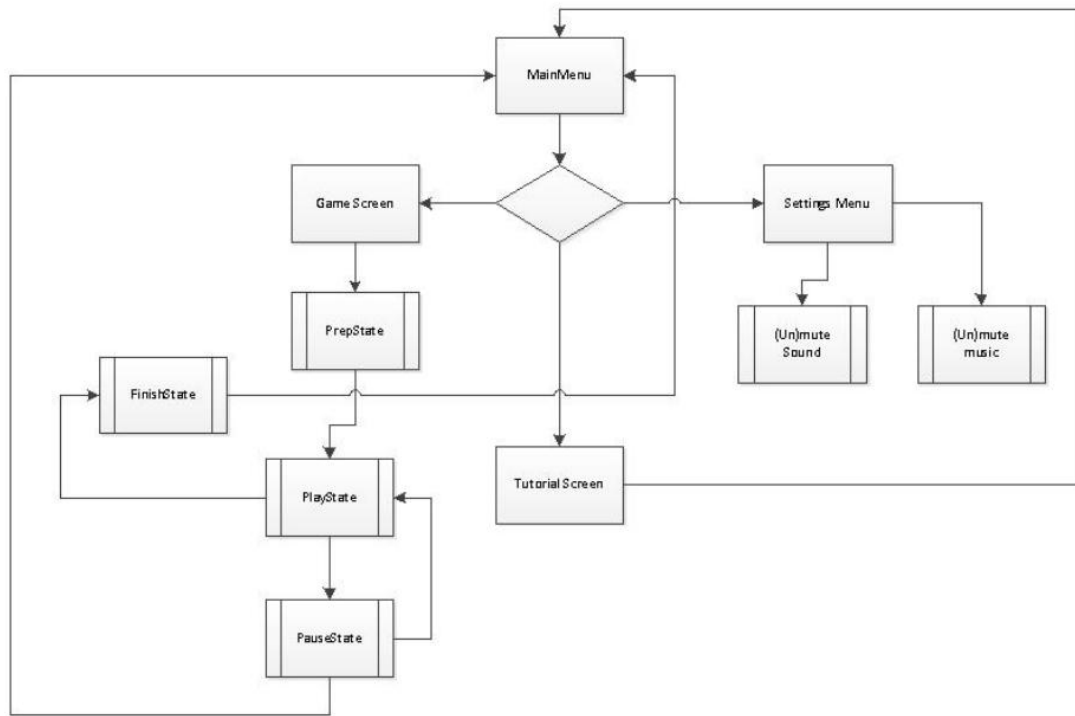 MainMenu
Game Screen
Settings Menu
PrepState
(Un)mute
Sound
(Un)mute
music
FinishState
PlayState
Tutorial Screen
PauseState